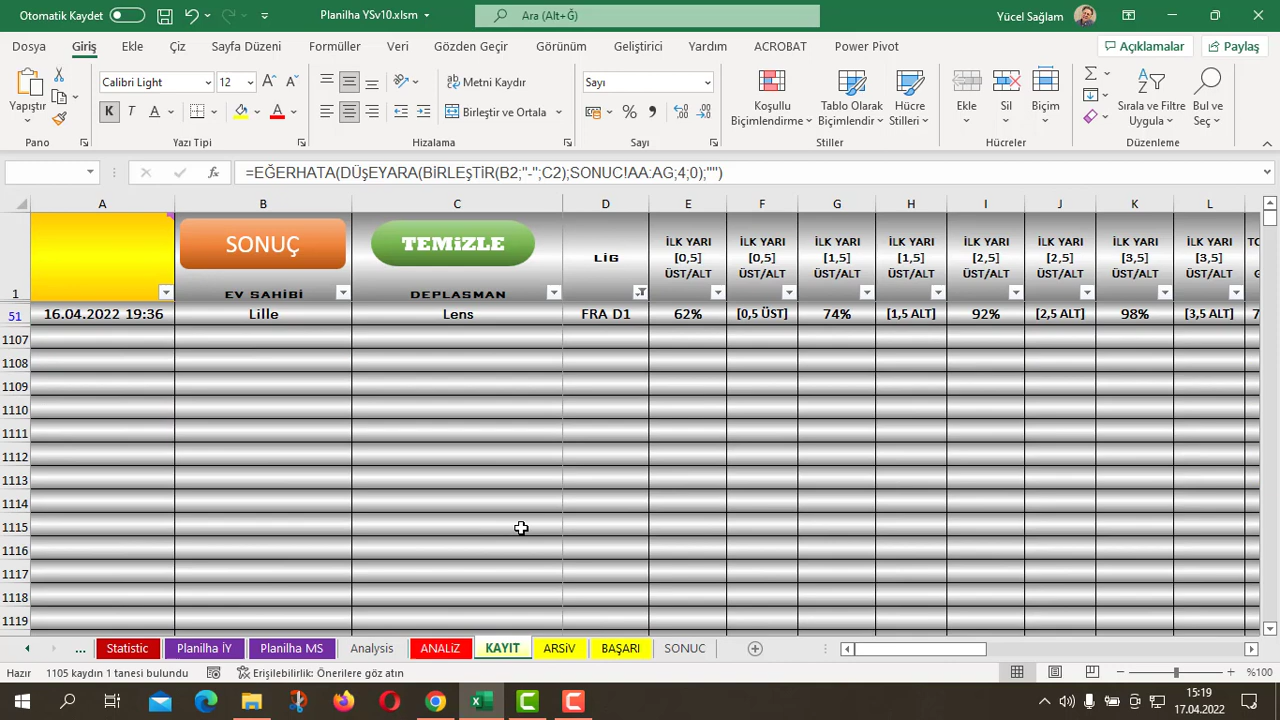 Otomatik Kaydet
Planilha YSv10.xlsm
Ara (Alt+Ğ)
Yücel Sağlam
Dosya Giriş Ekle Çiz Sayfa Düzeni Formüller Veri Gözden Geçir Görünüm Geliştirici Yardım ACROBAT Power Pivot Açıklamalar Paylaş
Calibri Light 12 Metni Kaydır Sayı
Yapıştır K T A Birleştir ve Ortala
Koşullu Biçimlendirme Tablo Olarak Biçimlendir Hücre Stilleri Ekle Sil Biçim Sırala ve Filtre Uygula Bul ve Seç
Pano Yazı Tipi Hizalama Sayı Stiller Hücreler Düzenleme
=EĞERHATA(DÜŞEYARA(BİRLEŞTİR(B2;"-";C2);SONUC!AA:AG;4;0);"")
A B C D E F G H I J K L
1 SONUÇ TEMİZLE
EV SAHİBİ DEPLASMAN LİG
İLK YARI [0,5] ÜST/ALT İLK YARI [0,5] ÜST/ALT İLK YARI [1,5] ÜST/ALT İLK YARI [1,5] ÜST/ALT İLK YARI [2,5] ÜST/ALT İLK YARI [2,5] ÜST/ALT İLK YARI [3,5] ÜST/ALT İLK YARI [3,5] ÜST/ALT
51 16.04.2022 19:36 Lille Lens FRA D1 62% [0,5 ÜST] 74% [1,5 ALT] 92% [2,5 ALT] 98% [3,5 ALT]
1107
1108
1109
1110
1111
1112
1113
1114
1115
1116
1117
1118
1119
... Statistic Planilha İY Planilha MS Analysis ANALİZ KAYIT ARŞİV BAŞARI SONUC
Hazır 1105 kaydın 1 tanesi bulundu Erişilebilirlik: Önerilere göz atın %100
15:19
17.04.2022